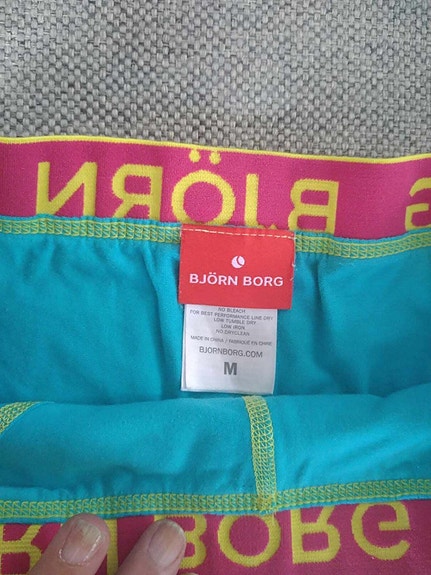 BJÖRN
G
BJÖRN BORG
NO BLEACH
FOR BEST PERFORMANCE LINE DRY
LOW TUMBLE DRY
LOW IRON
NO DRYCLEAN
MADE IN CHINA / FABRIQUÉ EN CHINE
BJORNBORG.COM
M
BORG